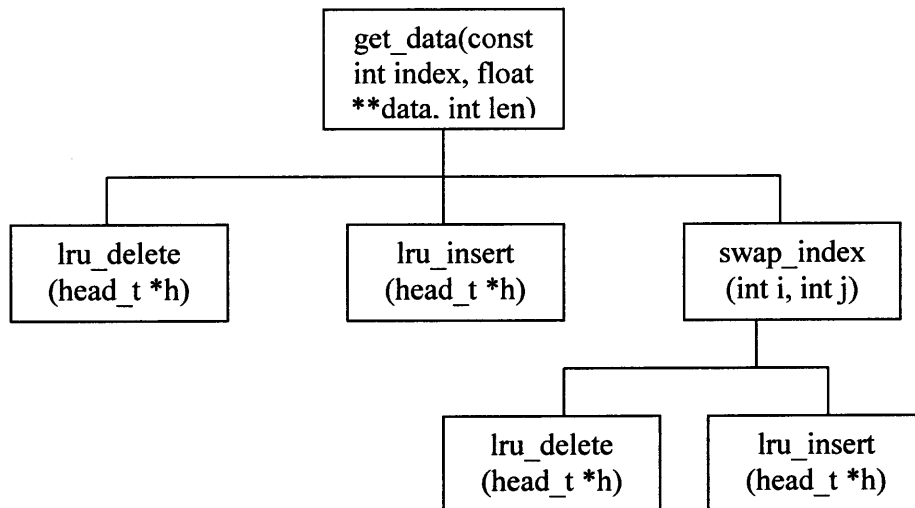 get_data(const
int index, float
**data, int len)
lru_delete
(head_t *h)
lru_insert
(head_t *h)
swap_index
(int i, int j)
lru_delete
(head_t *h)
lru_insert
(head_t *h)